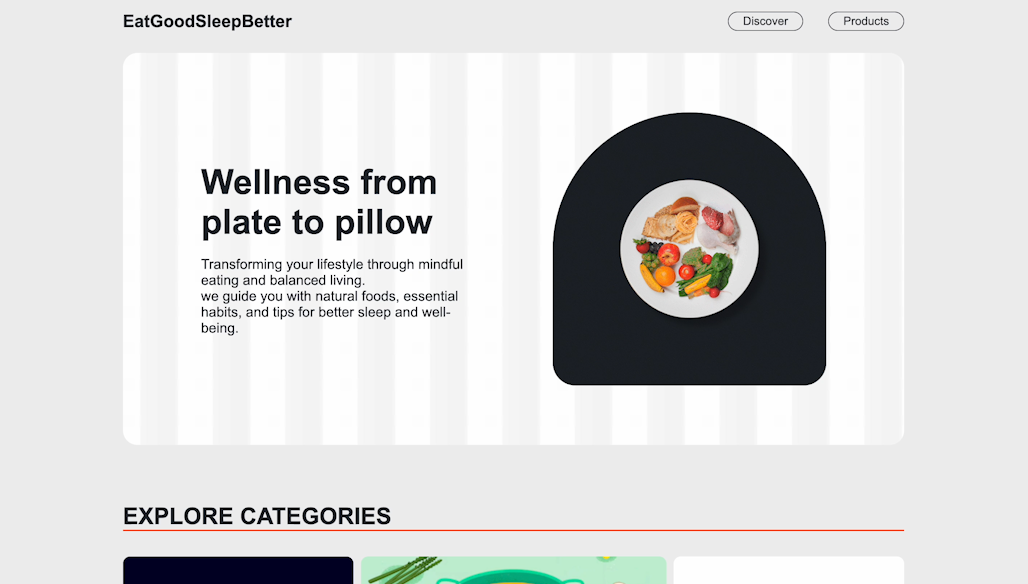 EatGoodSleepBetter
Discover
Products
Wellness from
plate to pillow
Transforming your lifestyle through mindful
eating and balanced living.
we guide you with natural foods, essential
habits, and tips for better sleep and well-
being.
EXPLORE CATEGORIES